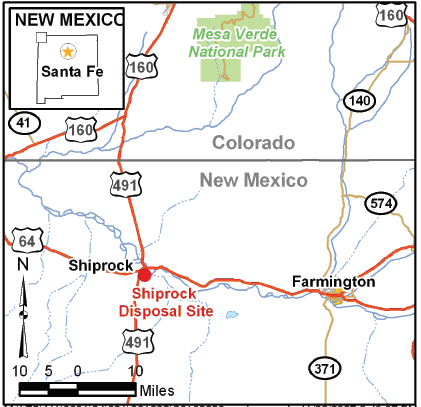 NEW MEXICO
Santa Fe
Mesa Verde
National Park
160
160
41
160
140
Colorado
New Mexico
491
574
64
Shiprock
N
Shiprock
Disposal Site
Farmington
491
371
10 5 0 10
Miles